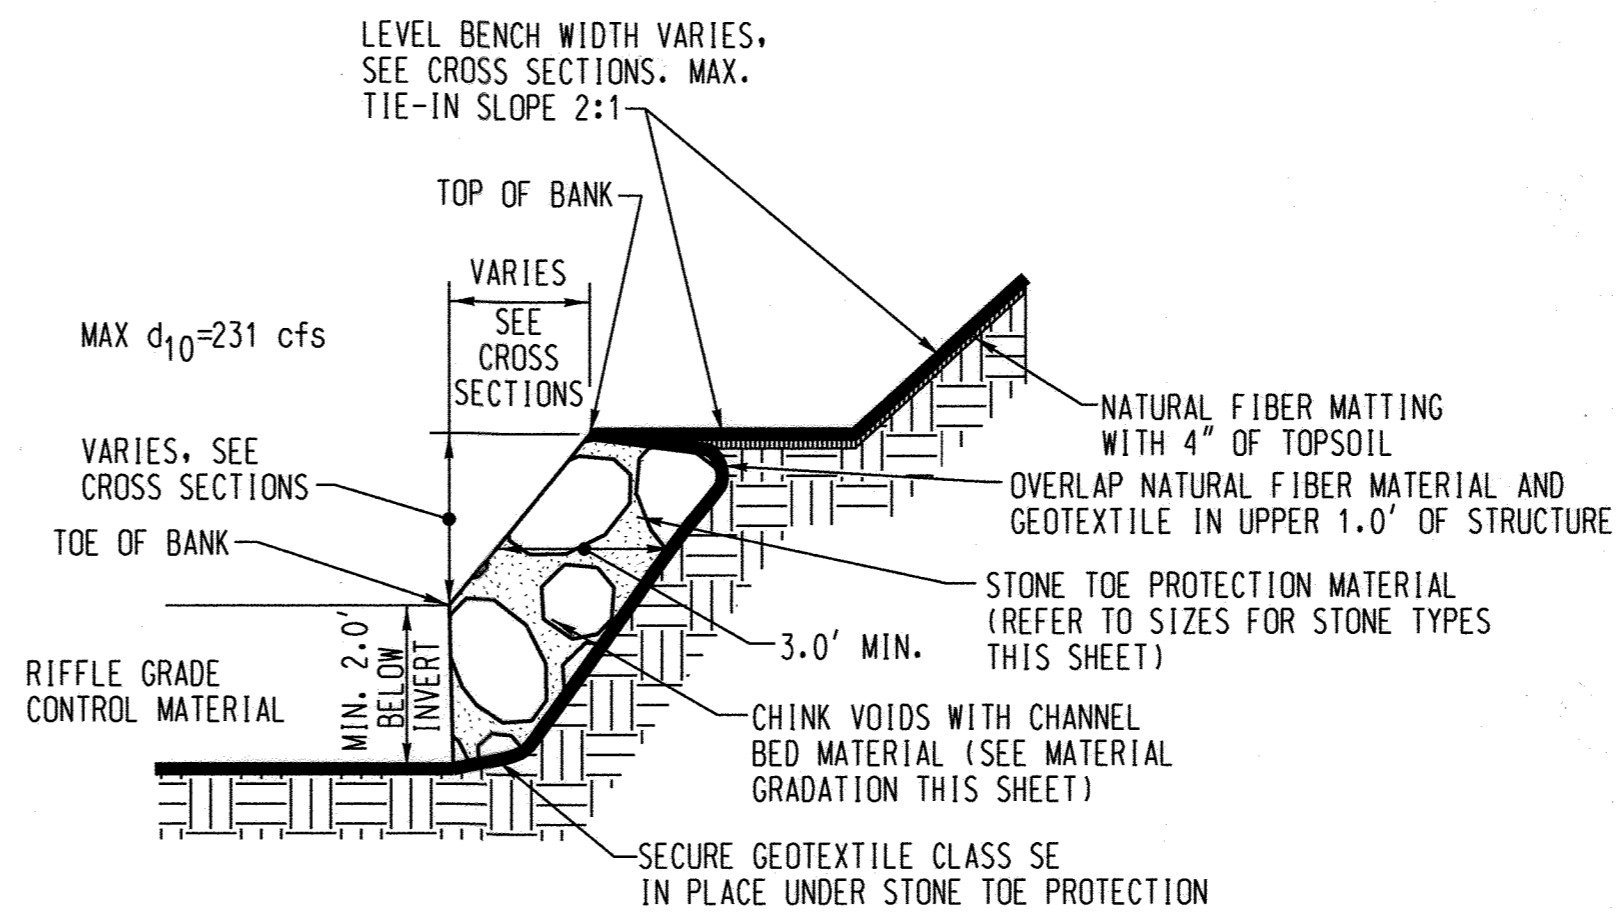 LEVEL BENCH WIDTH VARIES,
SEE CROSS SECTIONS. MAX.
TIE-IN SLOPE 2:1
TOP OF BANK
VARIES
SEE
CROSS
SECTIONS
MAX d10=231 cfs
VARIES, SEE
CROSS SECTIONS
TOE OF BANK
MIN. 2.0'
BELOW
INVERT
RIFFLE GRADE
CONTROL MATERIAL
NATURAL FIBER MATTING
WITH 4" OF TOPSOIL
OVERLAP NATURAL FIBER MATERIAL AND
GEOTEXTILE IN UPPER 1.0' OF STRUCTURE
STONE TOE PROTECTION MATERIAL
(REFER TO SIZES FOR STONE TYPES
THIS SHEET)
3.0' MIN.
CHINK VOIDS WITH CHANNEL
BED MATERIAL (SEE MATERIAL
GRADATION THIS SHEET)
SECURE GEOTEXTILE CLASS SE
IN PLACE UNDER STONE TOE PROTECTION